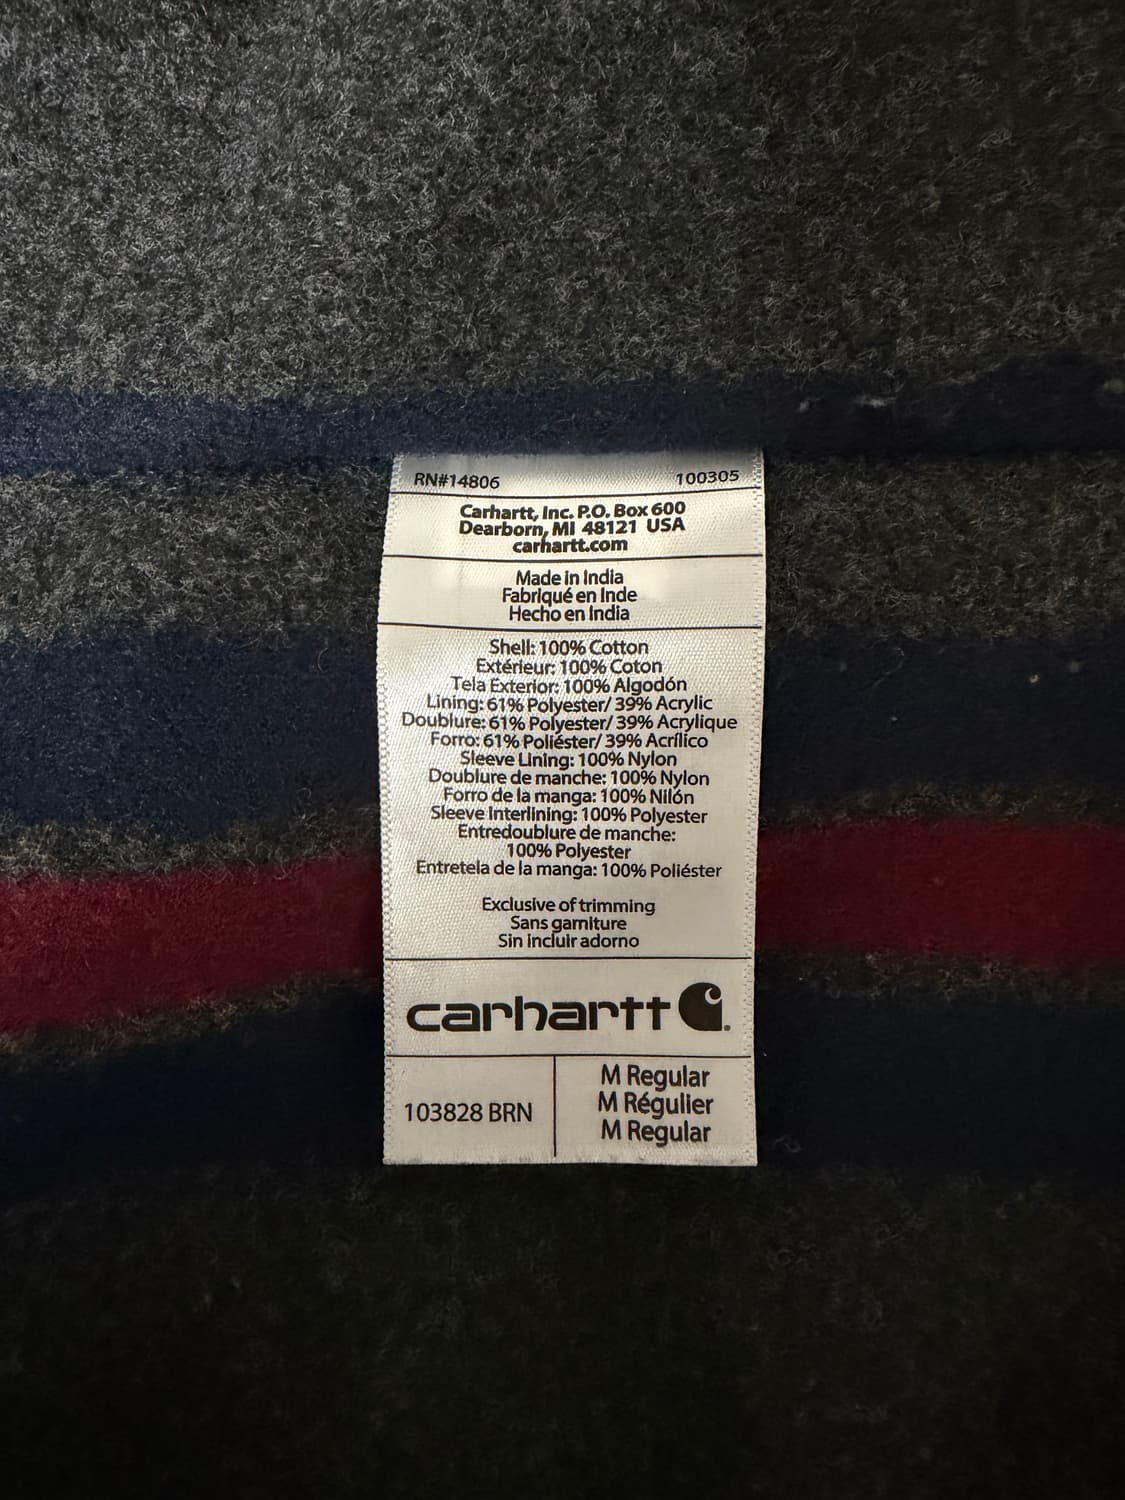 RN#14806 100305
Carhartt, Inc. P.O. Box 600
Dearborn, MI 48121 USA
carhartt.com
Made in India
Fabriqué en Inde
Hecho en India
Shell: 100% Cotton
Extérieur: 100% Coton
Tela Exterior: 100% Algodón
Lining: 61% Polyester/ 39% Acrylic
Doublure: 61% Polyester/ 39% Acrylique
Forro: 61% Poliéster/ 39% Acrílico
Sleeve Lining: 100% Nylon
Doublure de manche: 100% Nylon
Forro de la manga: 100% Nilón
Sleeve Interlining: 100% Polyester
Entredoublure de manche:
100% Polyester
Entretela de la manga: 100% Poliéster
Exclusive of trimming
Sans garniture
Sin incluir adorno
carhartt
103828 BRN
M Regular
M Régulier
M Regular